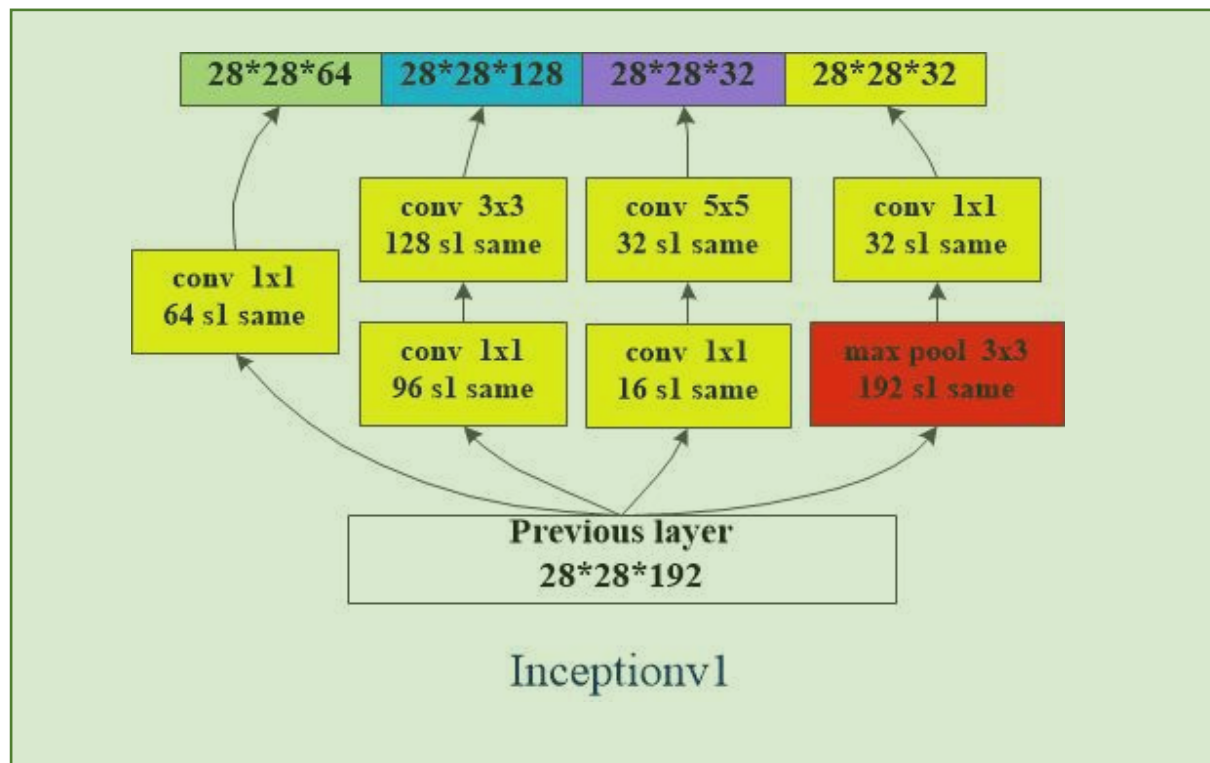 28*28*64 28*28*128 28*28*32 28*28*32
conv 3x3
128 s1 same
conv 5x5
32 s1 same
conv 1x1
32 s1 same
conv 1x1
64 s1 same
conv 1x1
96 s1 same
conv 1x1
16 s1 same
max pool 3x3
192 s1 same
Previous layer
28*28*192
Inceptionv1